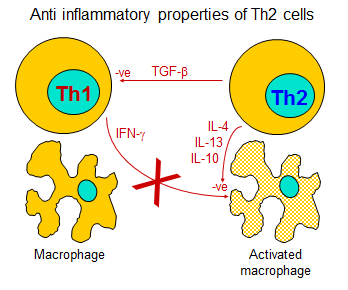 Anti inflammatory properties of Th2 cells
-ve
TGF-β
Th1
Th2
IFN-γ
IL-4
IL-13
IL-10
-ve
Macrophage
Activated
macrophage